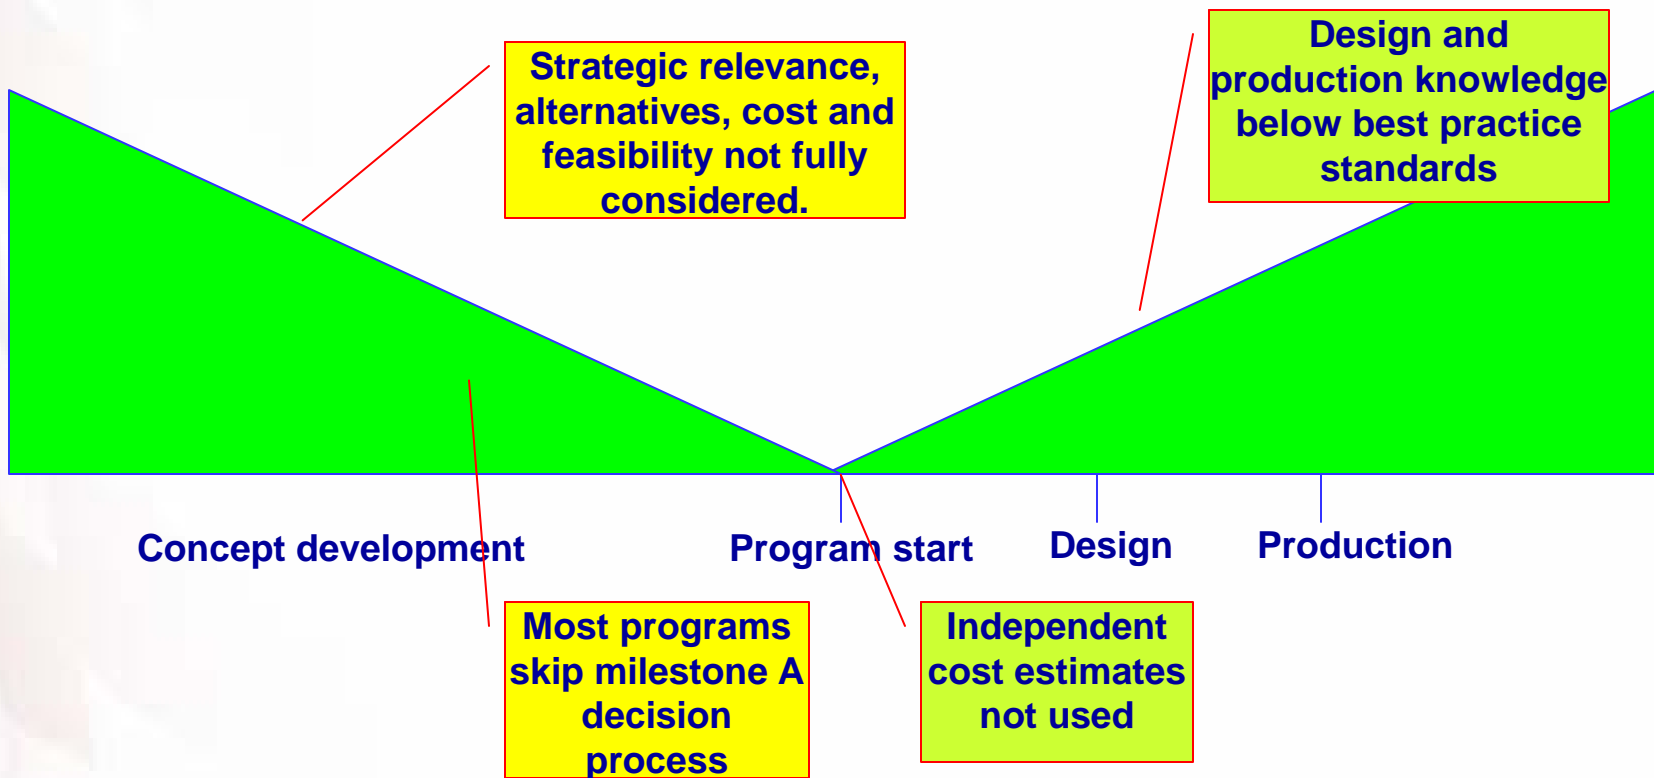 Strategic relevance,
alternatives, cost and
feasibility not fully
considered.
Design and
production knowledge
below best practice
standards
Concept development
Program start
Design
Production
Most programs
skip milestone A
decision
process
Independent
cost estimates
not used